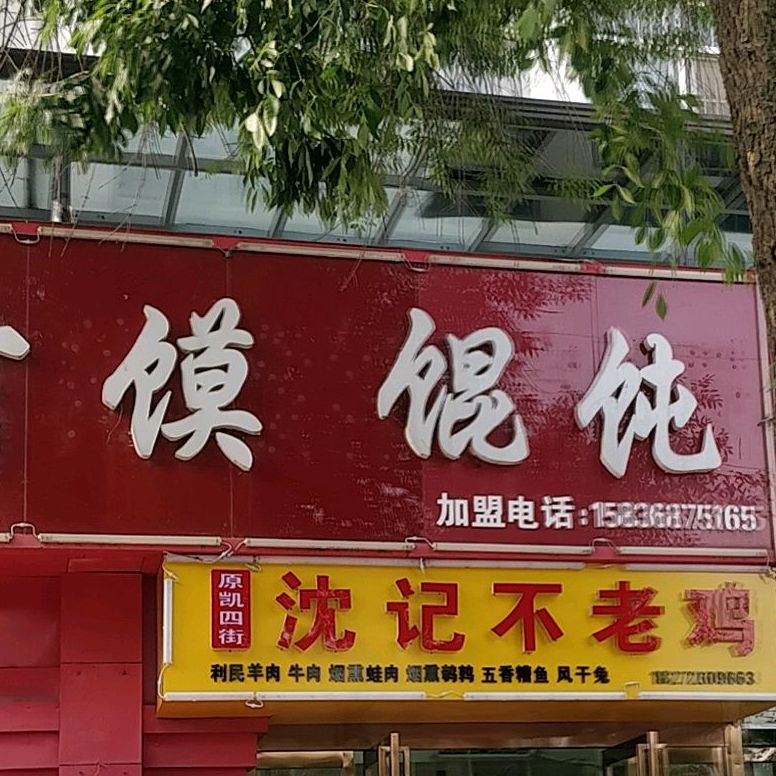 馍 馄饨
加盟电话:15836875165
原凯四街
沈记不老鸡
利民羊肉 牛肉 烟熏蛙肉 烟熏鹌鹑 五香糟鱼 风干兔